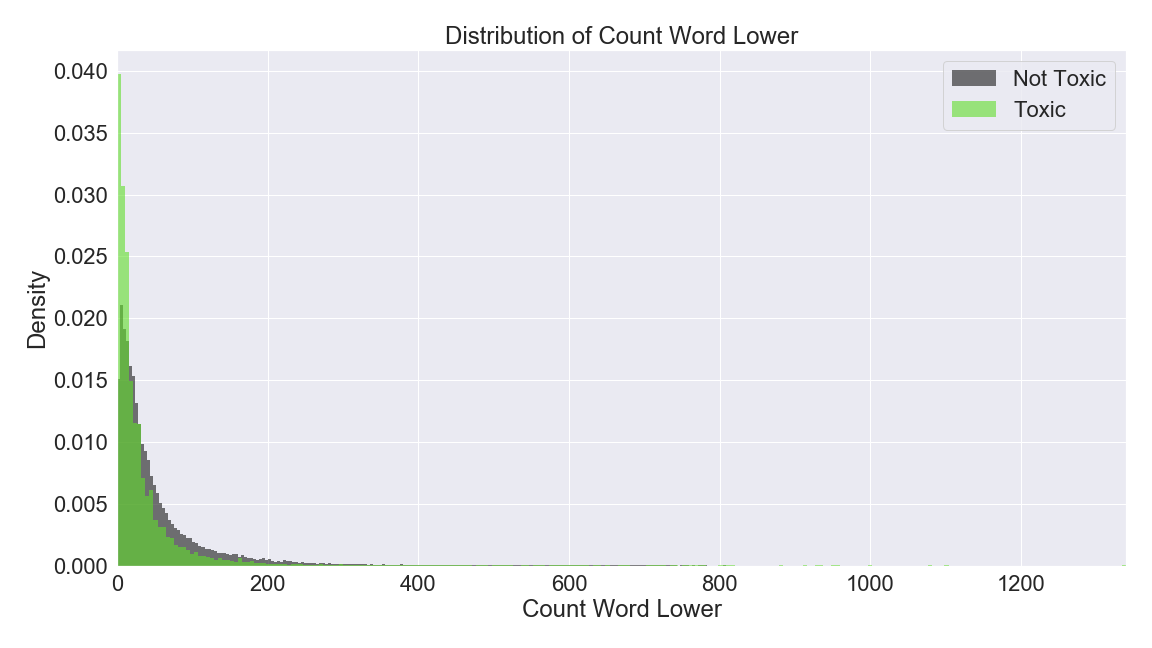 Distribution of Count Word Lower
Not Toxic
Toxic
0.040
0.035
0.030
0.025
0.020
0.015
0.010
0.005
0.000
Density
0 200 400 600 800 1000 1200
Count Word Lower